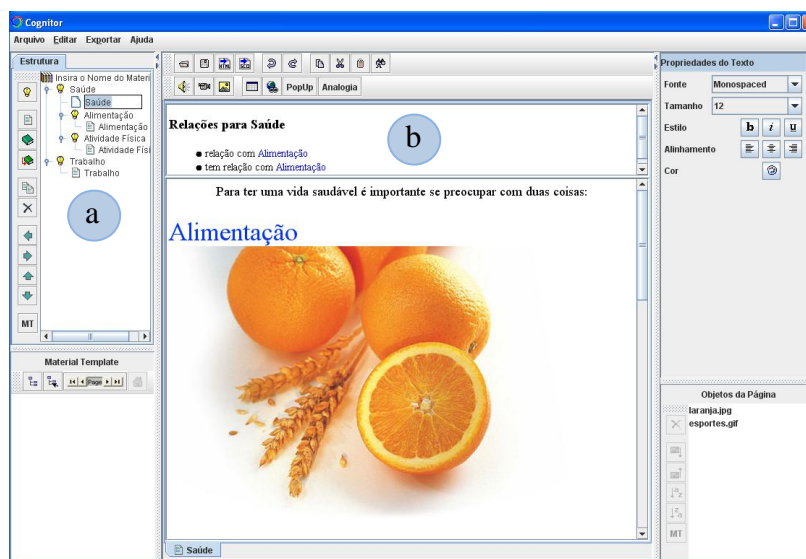 Cognitor
Arquivo Editar Exportar Ajuda
Estrutura
Insira o Nome do Materi
Saúde
Saúde
Alimentação
Alimentação
Atividade Física
Atividade Físi
Trabalho
Trabalho
a
MT
Material Template
Page
HTML
PopUp Analogia
Relações para Saúde
b
relação com Alimentação
tem relação com Alimentação
Para ter uma vida saudável é importante se preocupar com duas coisas:
Alimentação
Saúde
Propriedades do Texto
Fonte Monospaced
Tamanho 12
Estilo b i u
Alinhamento
Cor
Objetos da Página
laranja.jpg
esportes.gif
MT